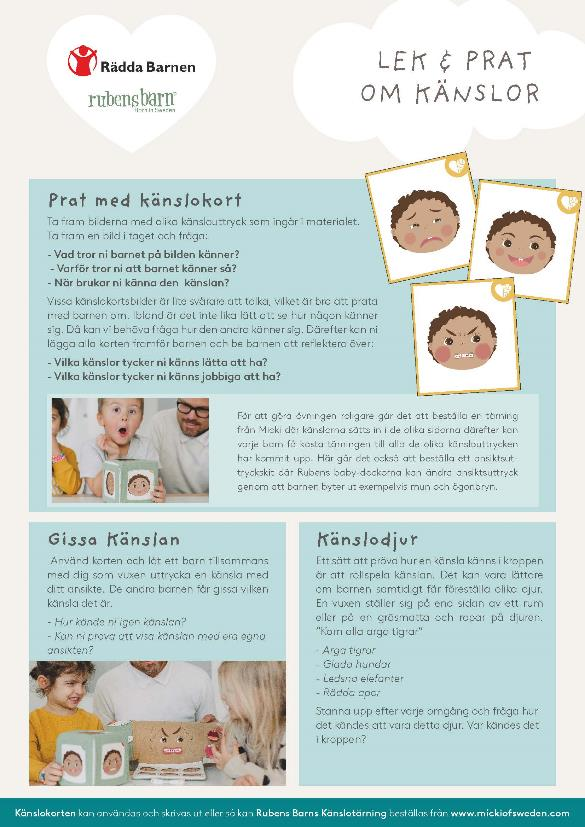 Rädda Barnen
rubensbarn
Born in Sweden
LEK & PRAT
OM KÄNSLOR
Prat med känslokort
Ta fram bilderna med olika känslouttryck som ingår i materialet.
Ta fram en bild i taget och fråga:
- Vad tror ni barnet på bilden känner?
- Varför tror ni att barnet känner så?
- När brukar ni känna den känslan?
Vissa känslokortsbilder är lite svårare att tolka, vilket är bra att prata
med barnen om. Ibland är det inte lika lätt att se hur någon känner
sig. Då kan vi behöva fråga hur den andra känner sig. Därefter kan ni
lägga alla korten framför barnen och be barnen att reflektera över:
- Vilka känslor tycker ni känns lätta att ha?
- Vilka känslor tycker ni känns jobbiga att ha?
För att göra övningen roligare går det att beställa en tärning
från Micki där känslorna sätts in i de olika sidorna därefter kan
varje barn få kasta tärningen till alla de olika känslouttrycken
har kommit upp. Här går det också att beställa ett ansiktsut-
tryckskit där Rubens baby-dockorna kan ändra ansiktsuttryck
genom att barnen byter ut exempelvis mun och ögonbryn.
Gissa Känslan
Använd korten och låt ett barn tillsammans
med dig som vuxen uttrycka en känsla med
ditt ansikte. De andra barnen får gissa vilken
känsla det är.
- Hur kände ni igen känslan?
- Kan ni prova att visa känslan med era egna
ansikten?
Känslodjur
Ett sätt att pröva hur en känsla känns i kroppen
är att rollspela känslan. Det kan vara lättare
om barnen samtidigt får föreställa olika djur.
En vuxen ställer sig på ena sidan av ett rum
eller på en gräsmatta och ropar på djuren.
"Kom alla arga tigrar"
- Arga tigrar
- Glada hundar
- Ledsna elefanter
- Rädda apor
Stanna upp efter varje omgång och fråga hur
det kändes att vara detta djur. Var kändes det
i kroppen?
Känslokorten kan användas och skrivas ut eller så kan Rubens Barns Känslotärning beställas från www.mickiofsweden.com